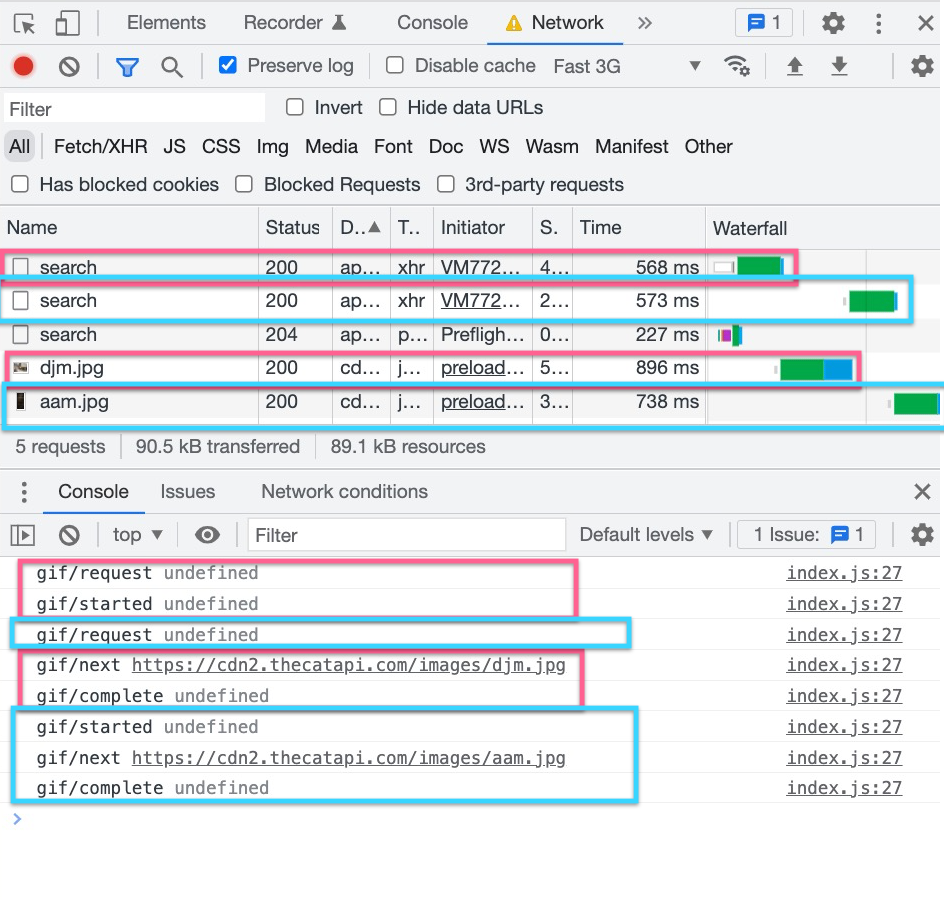 Elements Recorder Console Network 1
Preserve log Disable cache Fast 3G
Filter Invert Hide data URLs
All Fetch/XHR JS CSS Img Media Font Doc WS Wasm Manifest Other
Has blocked cookies Blocked Requests 3rd-party requests
Name Status D.. T.. Initiator S. Time Waterfall
search 200 ap... xhr VM772... 4... 568 ms
search 200 ap... xhr VM772... 2... 573 ms
search 204 ap... p... Prefligh... 0... 227 ms
djm.jpg 200 cd... j... preload... 5... 896 ms
aam.jpg 200 cd... j... preload... 3... 738 ms
5 requests 90.5 kB transferred 89.1 kB resources
Console Issues Network conditions
top Filter Default levels 1 Issue: 1
gif/request undefined index.js:27
gif/started undefined index.js:27
gif/request undefined index.js:27
gif/next https://cdn2.thecatapi.com/images/djm.jpg index.js:27
gif/complete undefined index.js:27
gif/started undefined index.js:27
gif/next https://cdn2.thecatapi.com/images/aam.jpg index.js:27
gif/complete undefined index.js:27